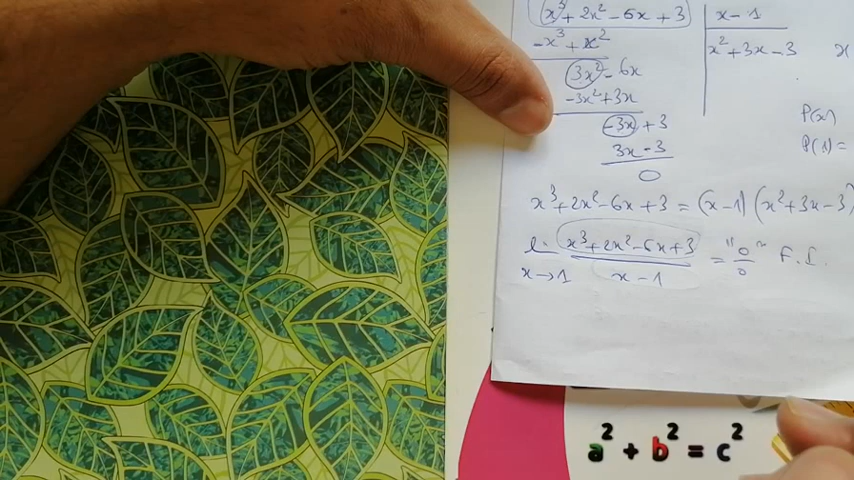 x³ + 2x² - 6x + 3 | x - 1
-x³ + x² | x² + 3x - 3
3x² - 6x
-3x² + 3x
-3x + 3
3x - 3
0
P(x)
P(1) =
x³ + 2x² - 6x + 3 = (x - 1)(x² + 3x - 3)
li x³ + 2x² - 6x + 3 / x - 1 = "0/0" F.I.
x → 1
a² + b² = c²